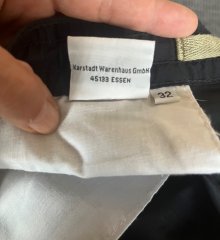 Karstadt Warenhaus GmbH
45133 ESSEN
32